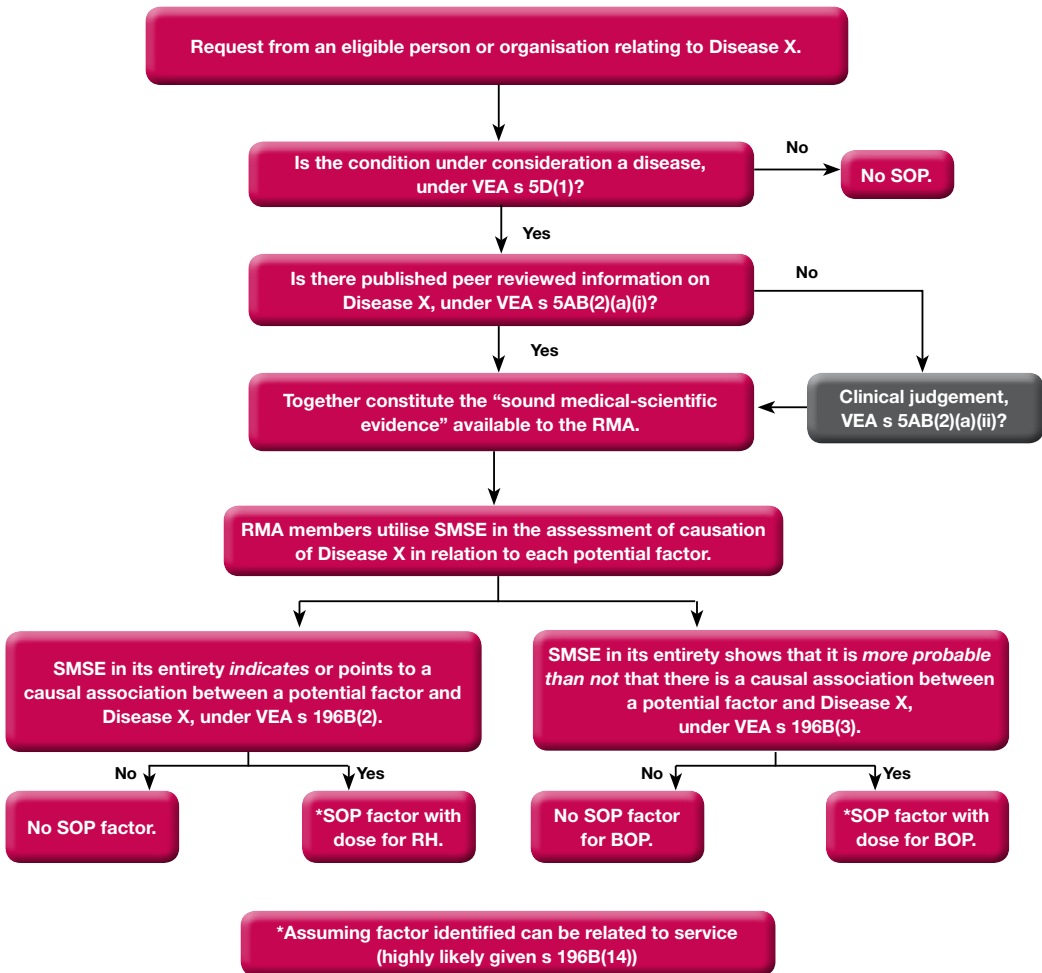 Request from an eligible person or organisation relating to Disease X.
Is the condition under consideration a disease,
under VEA s 5D(1)?
No
No SOP.
Yes
Is there published peer reviewed information on
Disease X, under VEA s 5AB(2)(a)(i)?
No
Yes
Together constitute the “sound medical-scientific
evidence” available to the RMA.
Clinical judgement,
VEA s 5AB(2)(a)(ii)?
RMA members utilise SMSE in the assessment of causation
of Disease X in relation to each potential factor.
SMSE in its entirety indicates or points to a
causal association between a potential factor and
Disease X, under VEA s 196B(2).
SMSE in its entirety shows that it is more probable
than not that there is a causal association between
a potential factor and Disease X,
under VEA s 196B(3).
No
Yes
No
Yes
No SOP factor.
*SOP factor with
dose for RH.
No SOP factor
for BOP.
*SOP factor with
dose for BOP.
*Assuming factor identified can be related to service
(highly likely given s 196B(14))